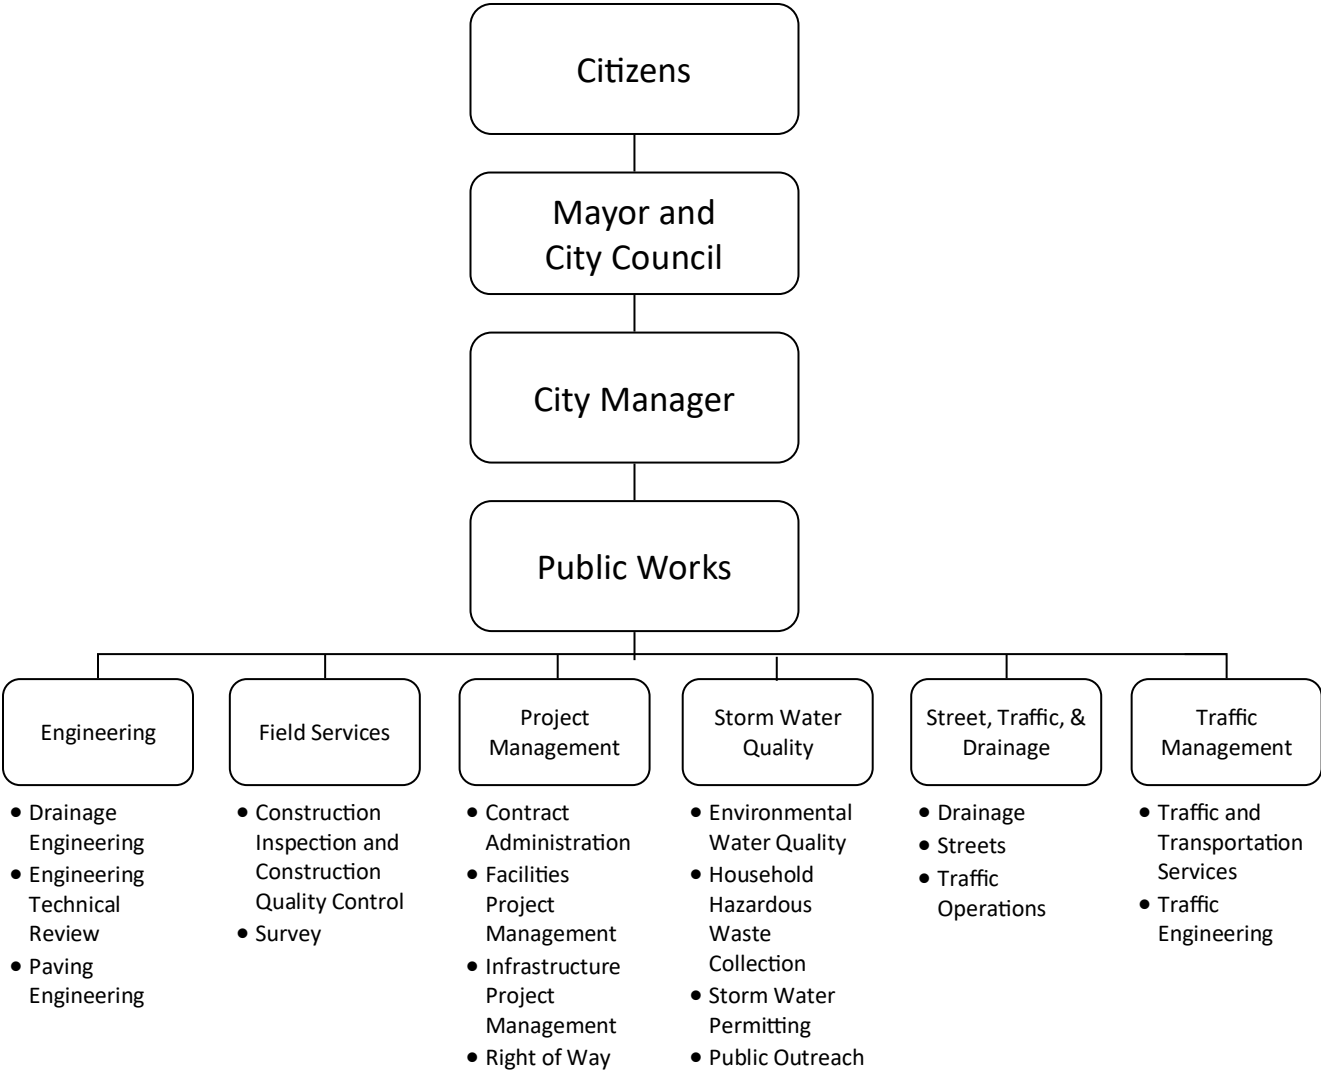 Citizens
Mayor and
City Council
City Manager
Public Works
Engineering
• Drainage
Engineering
• Engineering
Technical
Review
• Paving
Engineering
Field Services
• Construction
Inspection and
Construction
Quality Control
• Survey
Project
Management
• Contract
Administration
• Facilities
Project
Management
• Infrastructure
Project
Management
• Right of Way
Storm Water
Quality
• Environmental
Water Quality
• Household
Hazardous
Waste
Collection
• Storm Water
Permitting
• Public Outreach
Street, Traffic, &
Drainage
• Drainage
• Streets
• Traffic
Operations
Traffic
Management
• Traffic and
Transportation
Services
• Traffic
Engineering